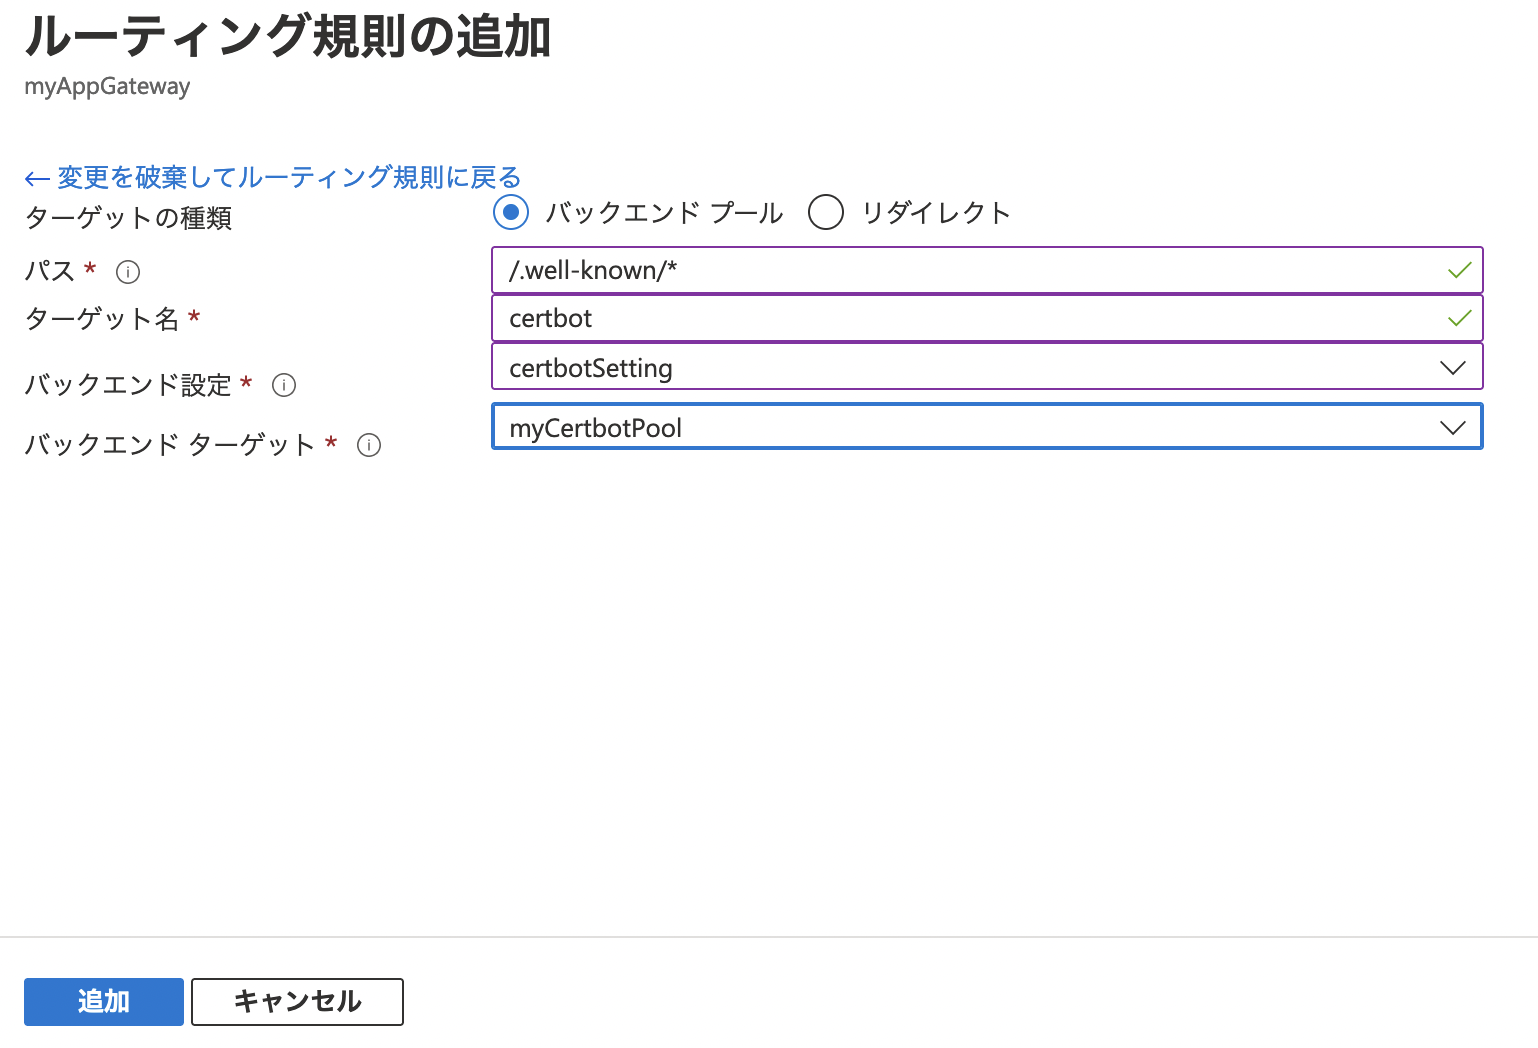 ルーティング規則の追加
myAppGateway
← 変更を破棄してルーティング規則に戻る
ターゲットの種類
バックエンド プール
リダイレクト
パス *
/.well-known/*
ターゲット名 *
certbot
バックエンド設定 *
certbotSetting
バックエンド ターゲット *
myCertbotPool
追加
キャンセル